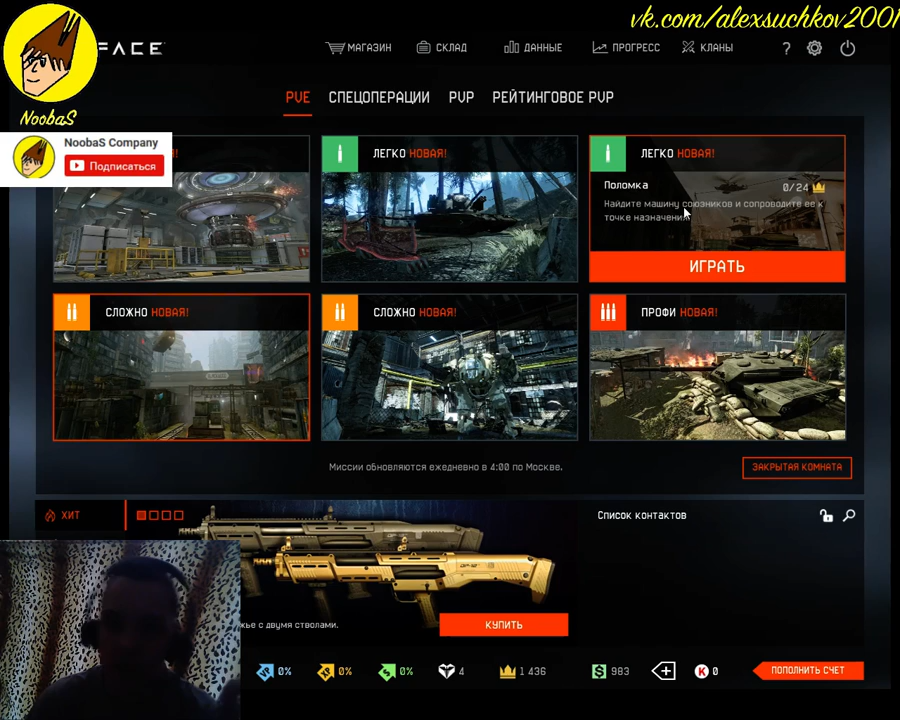 vk.com/alexsuchkov2001
FACE
МАГАЗИН
СКЛАД
ДАННЫЕ
ПРОГРЕСС
КЛАНЫ
?
NoobaS
PVE
СПЕЦОПЕРАЦИИ
PVP
РЕЙТИНГОВОЕ PVP
NoobaS Company
Подписаться
ЛЕГКО НОВАЯ!
ЛЕГКО НОВАЯ!
Поломка
0/24
Найдите машину союзников и сопроводите ее к
точке назначения
ИГРАТЬ
СЛОЖНО НОВАЯ!
СЛОЖНО НОВАЯ!
ПРОФИ НОВАЯ!
Миссии обновляются ежедневно в 4:00 по Москве.
ЗАКРЫТАЯ КОМНАТА
ХИТ
Список контактов
DP-12
жье с двумя стволами.
КУПИТЬ
0%
0%
0%
4
1 436
$ 983
K 0
ПОПОЛНИТЬ СЧЕТ